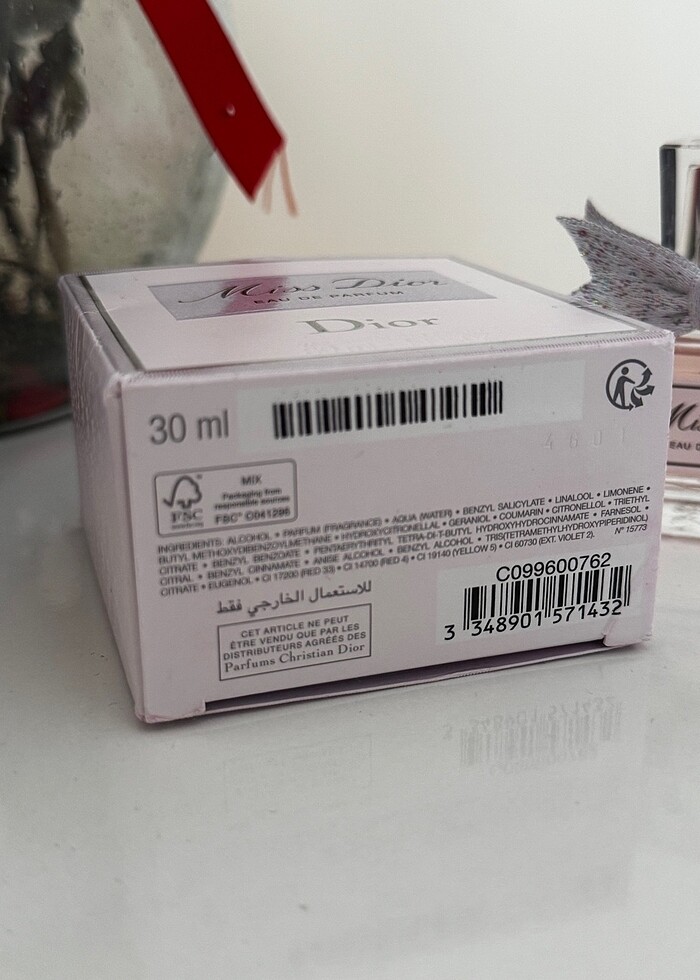 Miss Dior
EAU DE PARFUM
Dior
30 ml
4601
MIX
Packaging from
responsible sources
FSC
FSC® C041286
INGREDIENTS: ALCOHOL • PARFUM (FRAGRANCE) • AQUA (WATER) • BENZYL SALICYLATE • LINALOOL • LIMONENE •
BUTYL METHOXYDIBENZOYLMETHANE • HYDROXYCITRONELLAL • GERANIOL • COUMARIN • CITRONELLOL • TRIETHYL
CITRATE • BENZYL BENZOATE • PENTAERYTHRITYL TETRA-DI-T-BUTYL HYDROXYHYDROCINNAMATE • FARNESOL •
CITRAL • BENZYL CINNAMATE • ANISE ALCOHOL • BENZYL ALCOHOL • TRIS(TETRAMETHYLHYDROXYPIPERIDINOL)
CITRATE • EUGENOL • CI 17200 (RED 33) • CI 14700 (RED 4) • CI 19140 (YELLOW 5) • CI 60730 (EXT. VIOLET 2). N° 15773
للاستعمال الخارجي فقط
CET ARTICLE NE PEUT
ÊTRE VENDU QUE PAR LES
DISTRIBUTEURS AGRÉÉS DES
Parfums Christian Dior
C099600762
3 348901 571432